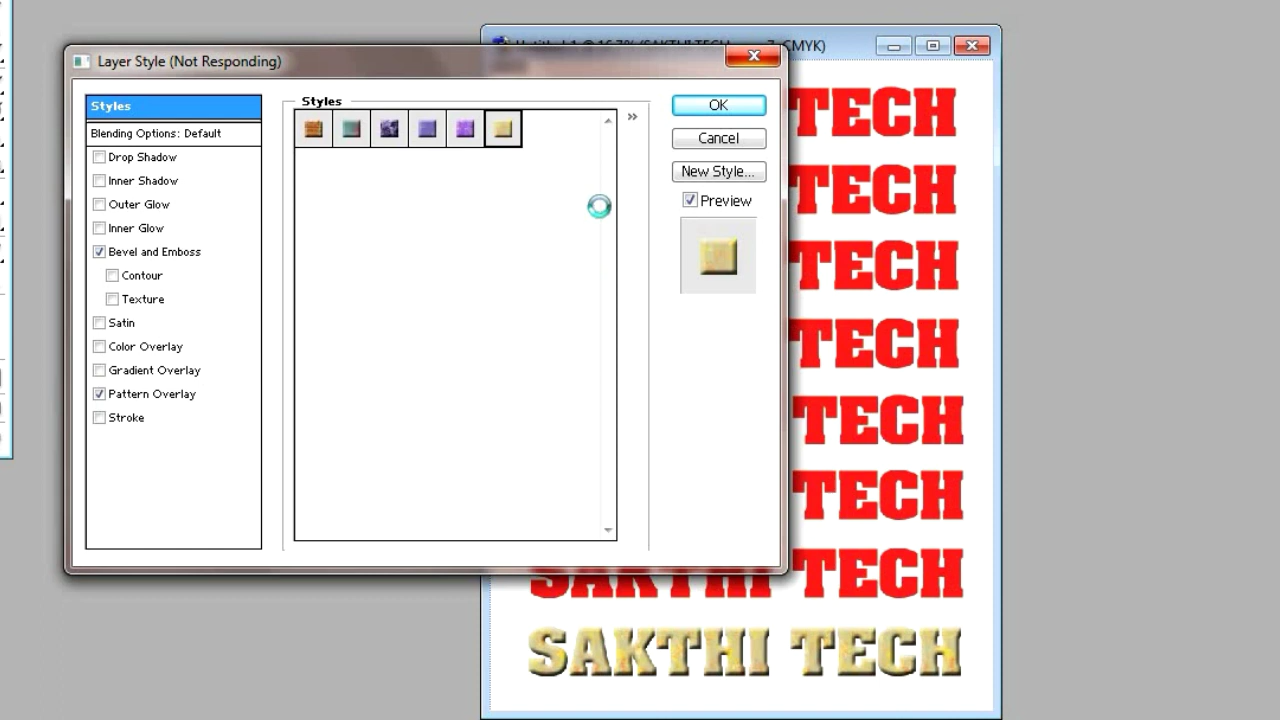 CMYK)
Layer Style (Not Responding)
Styles
Blending Options: Default
Drop Shadow
Inner Shadow
Outer Glow
Inner Glow
Bevel and Emboss
Contour
Texture
Satin
Color Overlay
Gradient Overlay
Pattern Overlay
Stroke
Styles
»
OK
Cancel
New Style...
Preview
TECH
TECH
TECH
TECH
TECH
TECH
SAKTHI TECH
SAKTHI TECH